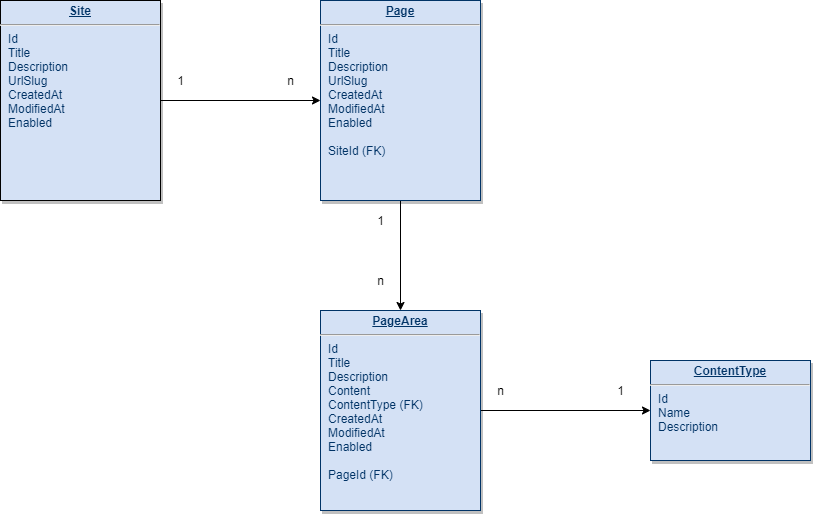 Site
Id
Title
Description
UrlSlug
CreatedAt
ModifiedAt
Enabled
1
n
Page
Id
Title
Description
UrlSlug
CreatedAt
ModifiedAt
Enabled
SiteId (FK)
1
n
PageArea
Id
Title
Description
Content
ContentType (FK)
CreatedAt
ModifiedAt
Enabled
PageId (FK)
n
1
ContentType
Id
Name
Description